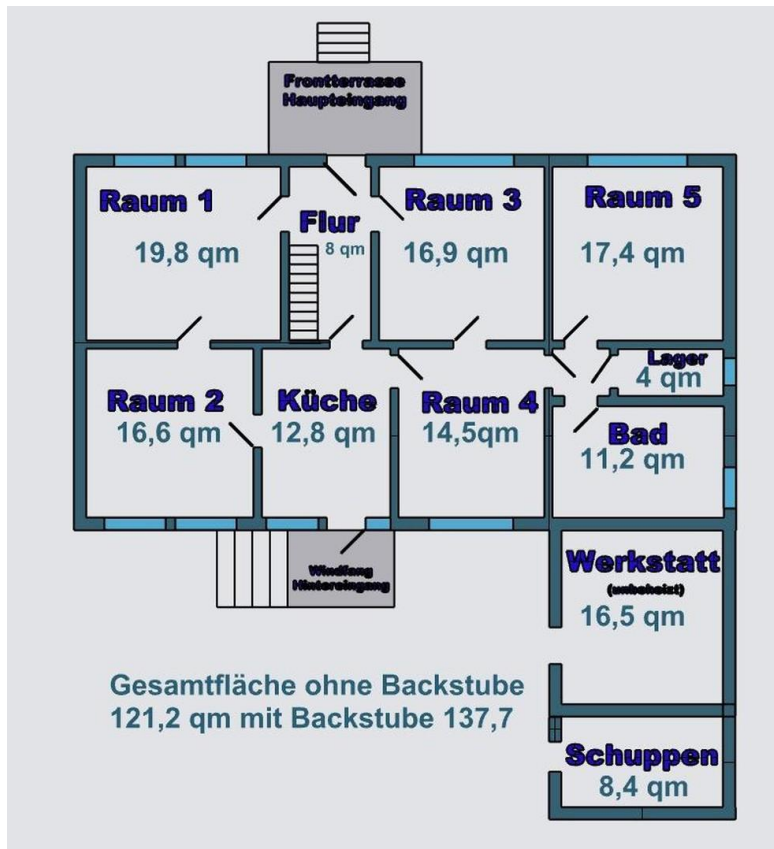 Frontterrasse
Haupteingang
Raum 1
19,8 qm
Flur
8 qm
Raum 3
16,9 qm
Raum 5
17,4 qm
Raum 2
16,6 qm
Küche
12,8 qm
Raum 4
14,5qm
Lager
4 qm
Bad
11,2 qm
Windfang
Hintereingang
Werkstatt
(unbeheizt)
16,5 qm
Gesamtfläche ohne Backstube
121,2 qm mit Backstube 137,7
Schuppen
8,4 qm